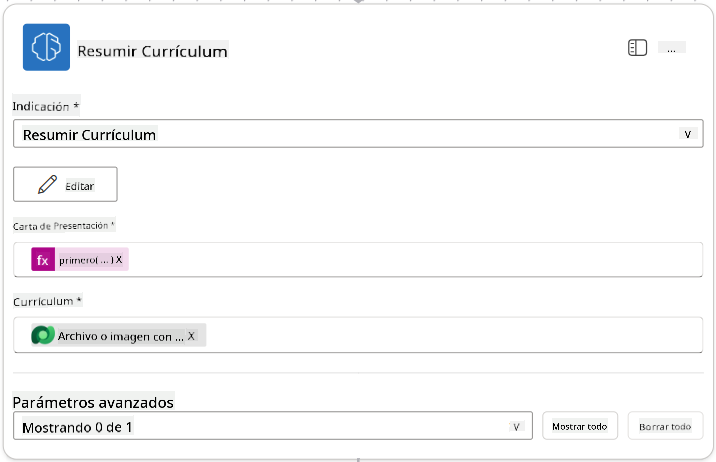 Resumir Currículum
...
Indicación *
Resumir Currículum
V
Editar
Carta de Presentación *
fx primero( ... ) X
Currículum *
Archivo o imagen con ... X
Parámetros avanzados
Mostrando 0 de 1 V Mostrar todo Borrar todo